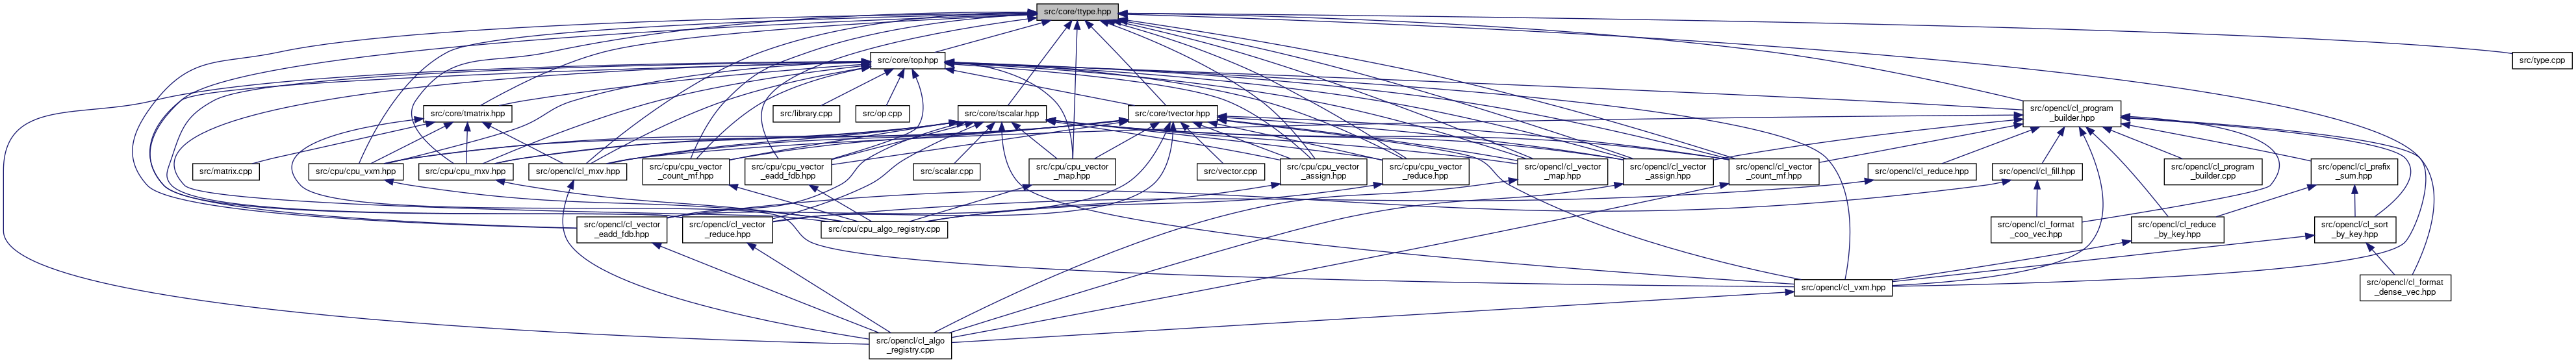 src/core/ttype.hpp
src/core/top.hpp
src/type.cpp
src/core/tmatrix.hpp
src/library.cpp
src/op.cpp
src/core/tscalar.hpp
src/core/tvector.hpp
src/opencl/cl_program
_builder.hpp
src/matrix.cpp
src/cpu/cpu_vxm.hpp
src/cpu/cpu_mxv.hpp
src/opencl/cl_mxv.hpp
src/cpu/cpu_vector
_count_mf.hpp
src/cpu/cpu_vector
_eadd_fdb.hpp
src/scalar.cpp
src/cpu/cpu_vector
_map.hpp
src/vector.cpp
src/cpu/cpu_vector
_assign.hpp
src/cpu/cpu_vector
_reduce.hpp
src/opencl/cl_vector
_map.hpp
src/opencl/cl_vector
_assign.hpp
src/opencl/cl_vector
_count_mf.hpp
src/opencl/cl_reduce.hpp
src/opencl/cl_fill.hpp
src/opencl/cl_program
_builder.cpp
src/opencl/cl_prefix
_sum.hpp
src/opencl/cl_vector
_eadd_fdb.hpp
src/opencl/cl_vector
_reduce.hpp
src/cpu/cpu_algo_registry.cpp
src/opencl/cl_format
_coo_vec.hpp
src/opencl/cl_reduce
_by_key.hpp
src/opencl/cl_sort
_by_key.hpp
src/opencl/cl_vxm.hpp
src/opencl/cl_format
_dense_vec.hpp
src/opencl/cl_algo
_registry.cpp